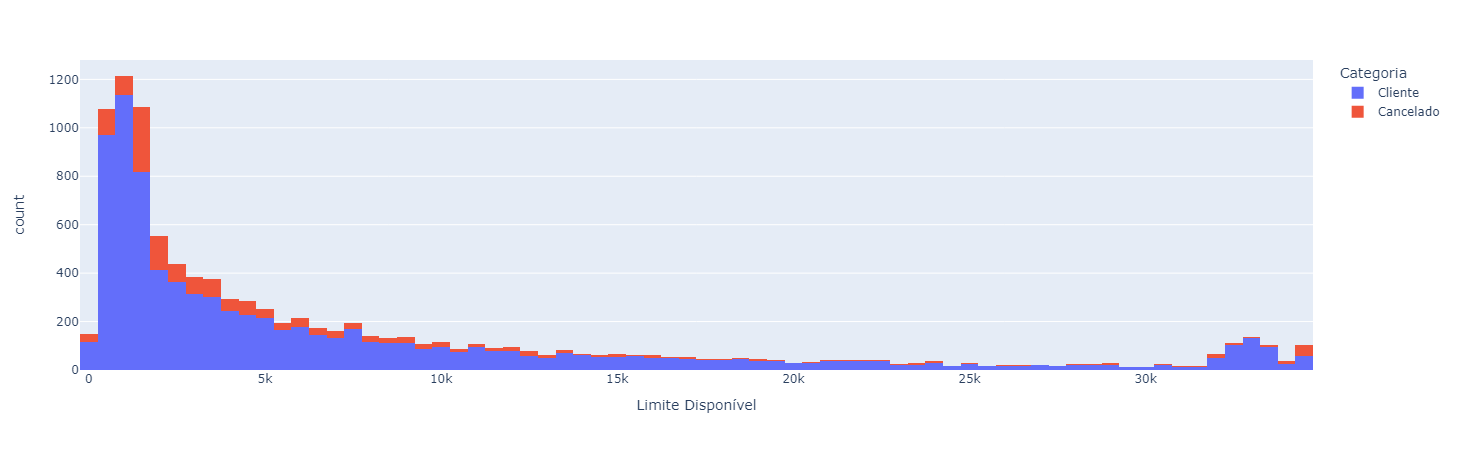 Categoria
Cliente
Cancelado
count
1200
1000
800
600
400
200
0
0 5k 10k 15k 20k 25k 30k
Limite Disponível